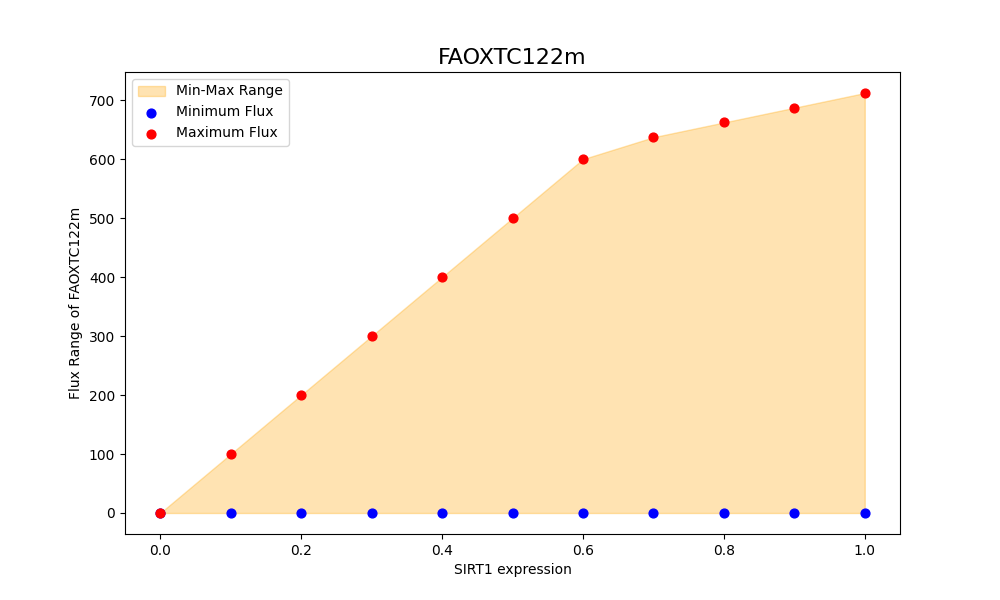 FAOXTC122m
Min-Max Range
Minimum Flux
Maximum Flux
Flux Range of FAOXTC122m
700
600
500
400
300
200
100
0
0.0 0.2 0.4 0.6 0.8 1.0
SIRT1 expression